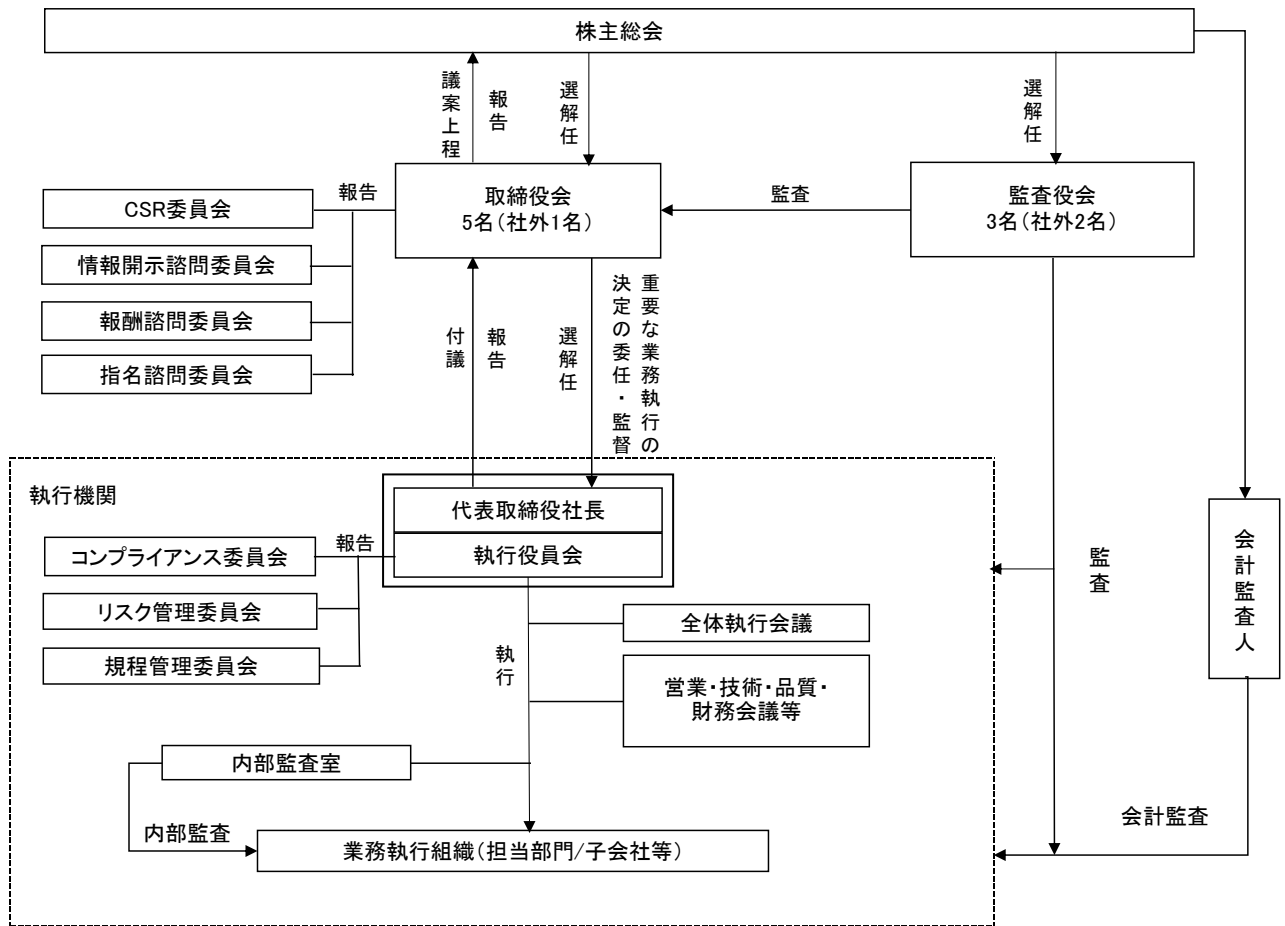 株主総会
議案上程
報告
選解任
選解任
取締役会
5名(社外1名)
監査
監査役会
3名(社外2名)
報告
CSR委員会
情報開示諮問委員会
報酬諮問委員会
指名諮問委員会
付議
報告
選解任
重要な業務執行の
決定の委任・監督
執行機関
代表取締役社長
執行役員会
報告
コンプライアンス委員会
リスク管理委員会
規程管理委員会
執行
全体執行会議
営業・技術・品質・
財務会議等
監査
会計監査人
内部監査室
内部監査
業務執行組織(担当部門/子会社等)
会計監査